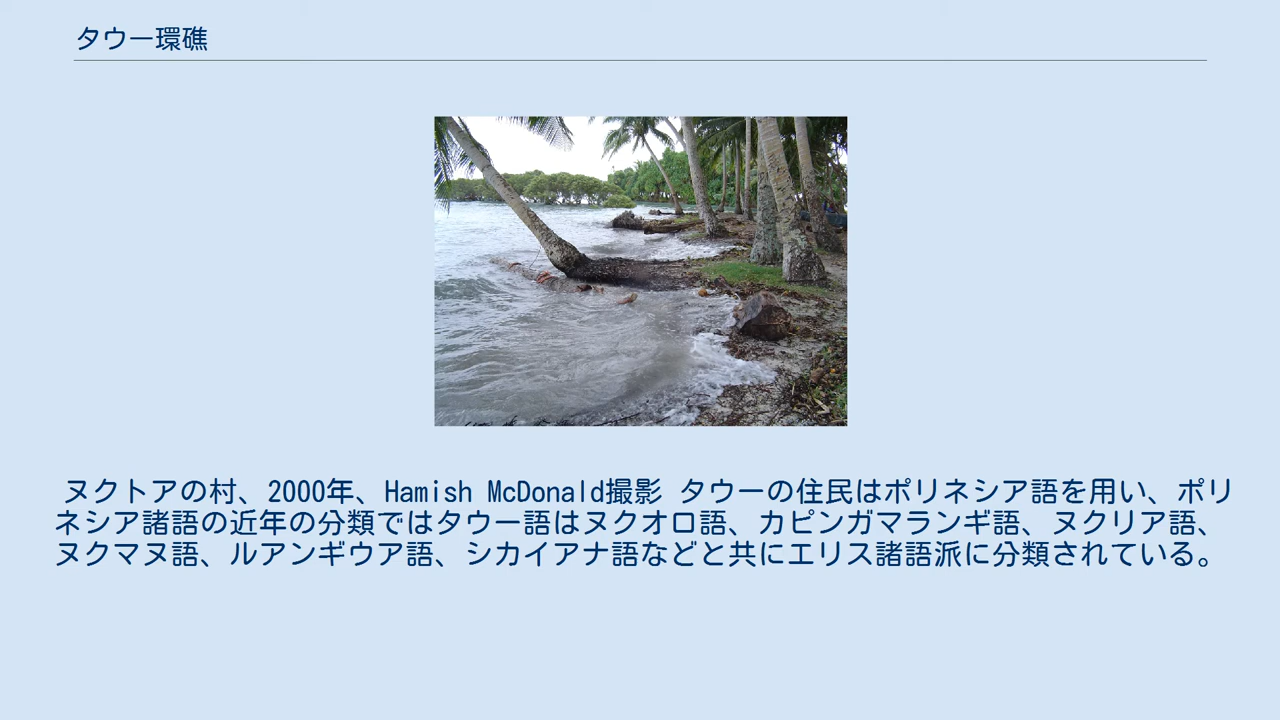 タウー環礁
ヌクトアの村、2000年、Hamish McDonald撮影 タウーの住民はポリネシア語を用い、ポリ
ネシア諸語の近年の分類ではタウー語はヌクオロ語、カピンガマランギ語、ヌクリア語、
ヌクマヌ語、ルアンギウア語、シカイアナ語などと共にエリス諸語派に分類されている。